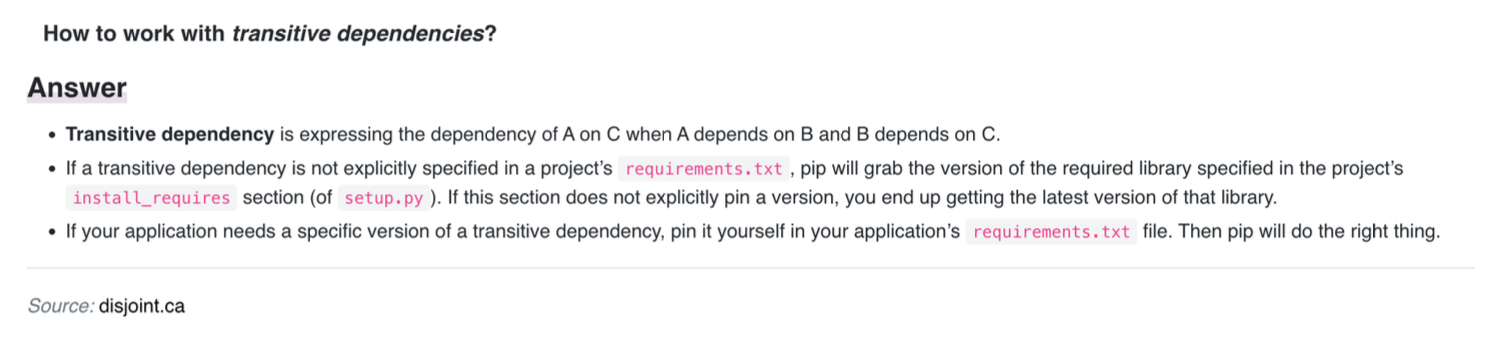 How to work with transitive dependencies?
Answer
• Transitive dependency is expressing the dependency of A on C when A depends on B and B depends on C.
• If a transitive dependency is not explicitly specified in a project’s requirements.txt, pip will grab the version of the required library specified in the project’s
install_requires section (of setup.py). If this section does not explicitly pin a version, you end up getting the latest version of that library.
• If your application needs a specific version of a transitive dependency, pin it yourself in your application’s requirements.txt file. Then pip will do the right thing.
Source: disjoint.ca